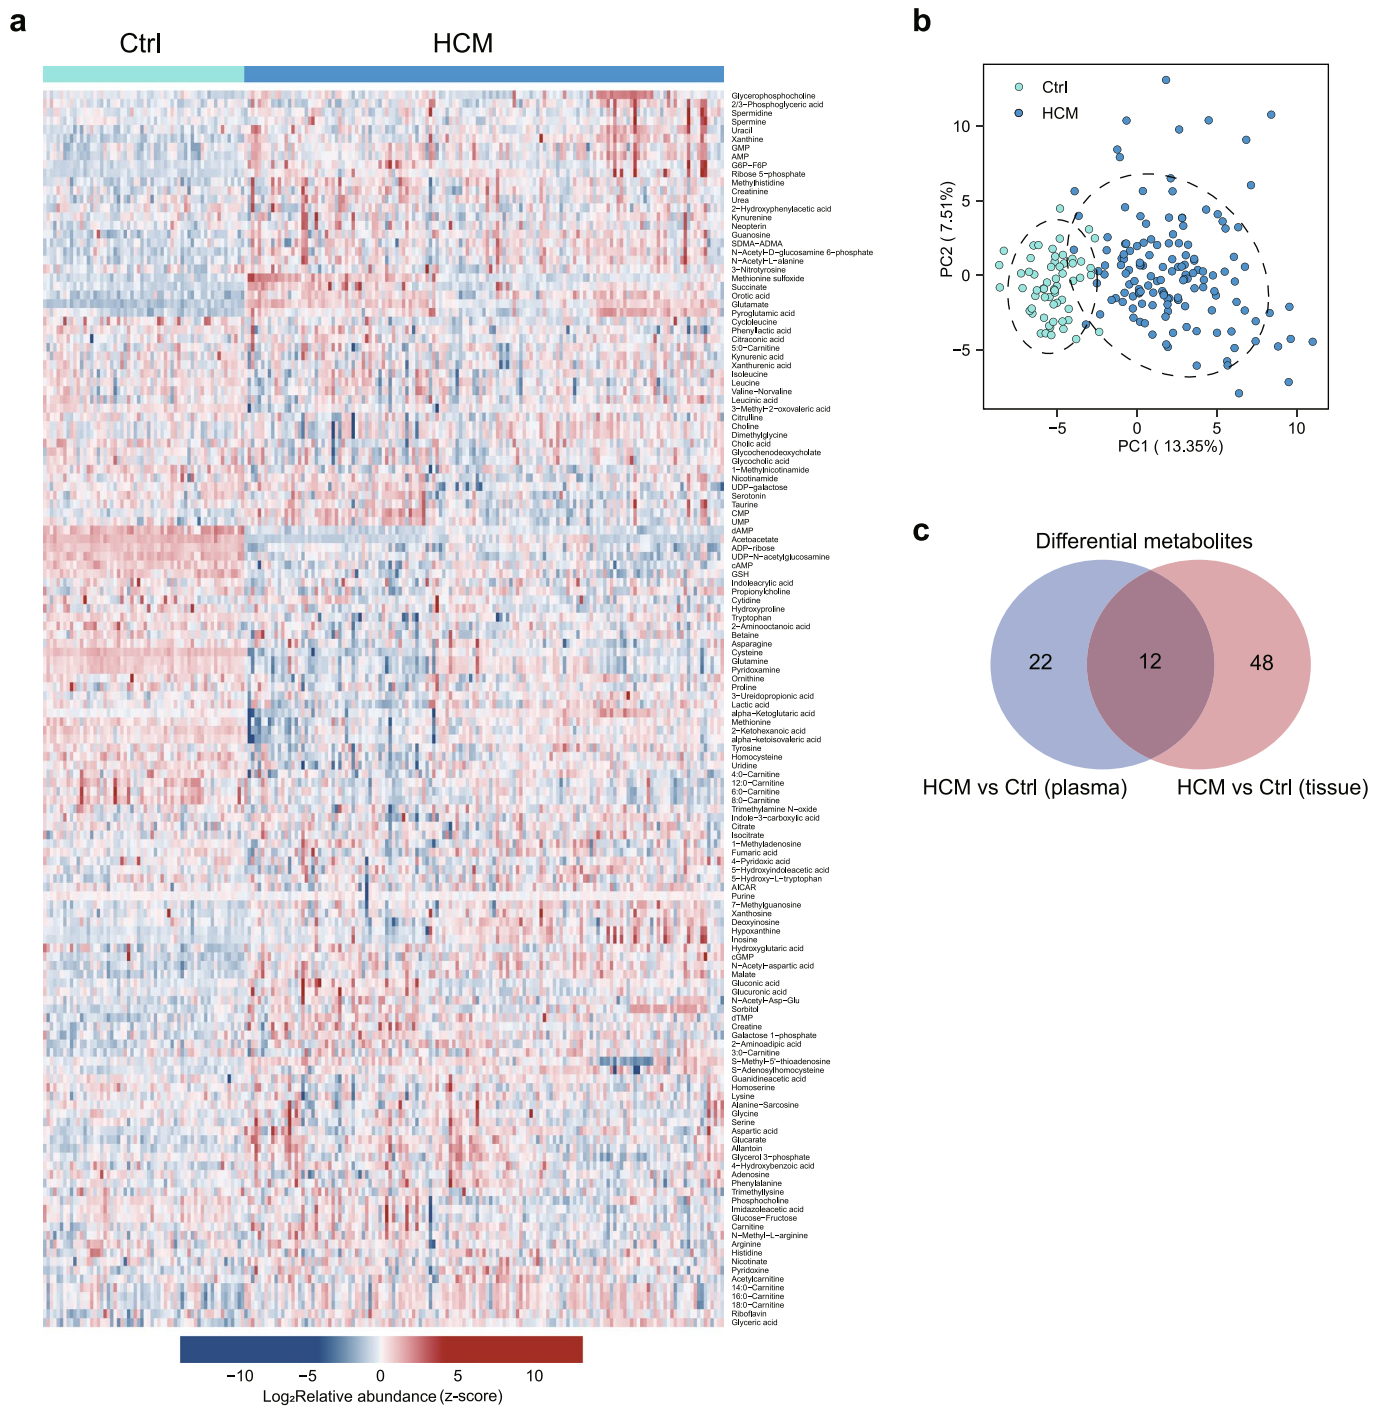 a
Ctrl
HCM
Glycerophosphocholine
2/3−Phosphoglyceric acid
Spermidine
Spermine
Uracil
Xanthine
GMP
AMP
G6P−F6P
Ribose 5−phosphate
Methylhistidine
Creatinine
Urea
2−Hydroxyphenylacetic acid
Kynurenine
Neopterin
Guanosine
SDMA−ADMA
N−Acetyl−D−glucosamine 6−phosphate
N−Acetyl−L−alanine
3−Nitrotyrosine
Methionine sulfoxide
Succinate
Orotic acid
Glutamate
Pyroglutamic acid
Cycloleucine
Phenyllactic acid
Citraconic acid
5:0−Carnitine
Kynurenic acid
Xanthurenic acid
Isoleucine
Leucine
Valine−Norvaline
Leucinic acid
3−Methyl−2−oxovaleric acid
Citrulline
Choline
Dimethylglycine
Cholic acid
Glycochenodeoxycholate
Glycocholic acid
1−Methylnicotinamide
Nicotinamide
UDP−galactose
Serotonin
Taurine
CMP
UMP
dAMP
Acetoacetate
ADP−ribose
UDP−N−acetylglucosamine
cAMP
GSH
Indoleacrylic acid
Propionylcholine
Cytidine
Hydroxyproline
Tryptophan
2−Aminooctanoic acid
Betaine
Asparagine
Cysteine
Glutamine
Pyridoxamine
Ornithine
Proline
3−Ureidopropionic acid
Lactic acid
alpha−Ketoglutaric acid
Methionine
2−Ketohexanoic acid
alpha−ketoisovaleric acid
Tyrosine
Homocysteine
Uridine
4:0−Carnitine
12:0−Carnitine
6:0−Carnitine
8:0−Carnitine
Trimethylamine N−oxide
Indole−3−carboxylic acid
Citrate
Isocitrate
1−Methyladenosine
Fumaric acid
4−Pyridoxic acid
5−Hydroxyindoleacetic acid
5−Hydroxy−L−tryptophan
AICAR
Purine
7−Methylguanosine
Xanthosine
Deoxyinosine
Hypoxanthine
Inosine
Hydroxyglutaric acid
cGMP
N−Acetyl−aspartic acid
Malate
Gluconic acid
Glucuronic acid
N−Acetyl−Asp−Glu
Sorbitol
dTMP
Creatine
Galactose 1−phosphate
2−Aminoadipic acid
3:0−Carnitine
S−Methyl−5'−thioadenosine
S−Adenosylhomocysteine
Guanidineacetic acid
Homoserine
Lysine
Alanine−Sarcosine
Glycine
Serine
Aspartic acid
Glucarate
Allantoin
Glycerol 3−phosphate
4−Hydroxybenzoic acid
Adenosine
Phenylalanine
Trimethyllysine
Phosphocholine
Imidazoleacetic acid
Glucose−Fructose
Carnitine
N−Methyl−L−arginine
Arginine
Histidine
Nicotinate
Pyridoxine
Acetylcarnitine
14:0−Carnitine
16:0−Carnitine
18:0−Carnitine
Riboflavin
Glyceric acid
−10 −5 0 5 10
Log₂Relative abundance (z-score)
b
Ctrl
HCM
10
5
0
−5
PC2 ( 7.51%)
−5 0 5 10
PC1 ( 13.35%)
c
Differential metabolites
22 12 48
HCM vs Ctrl (plasma) HCM vs Ctrl (tissue)